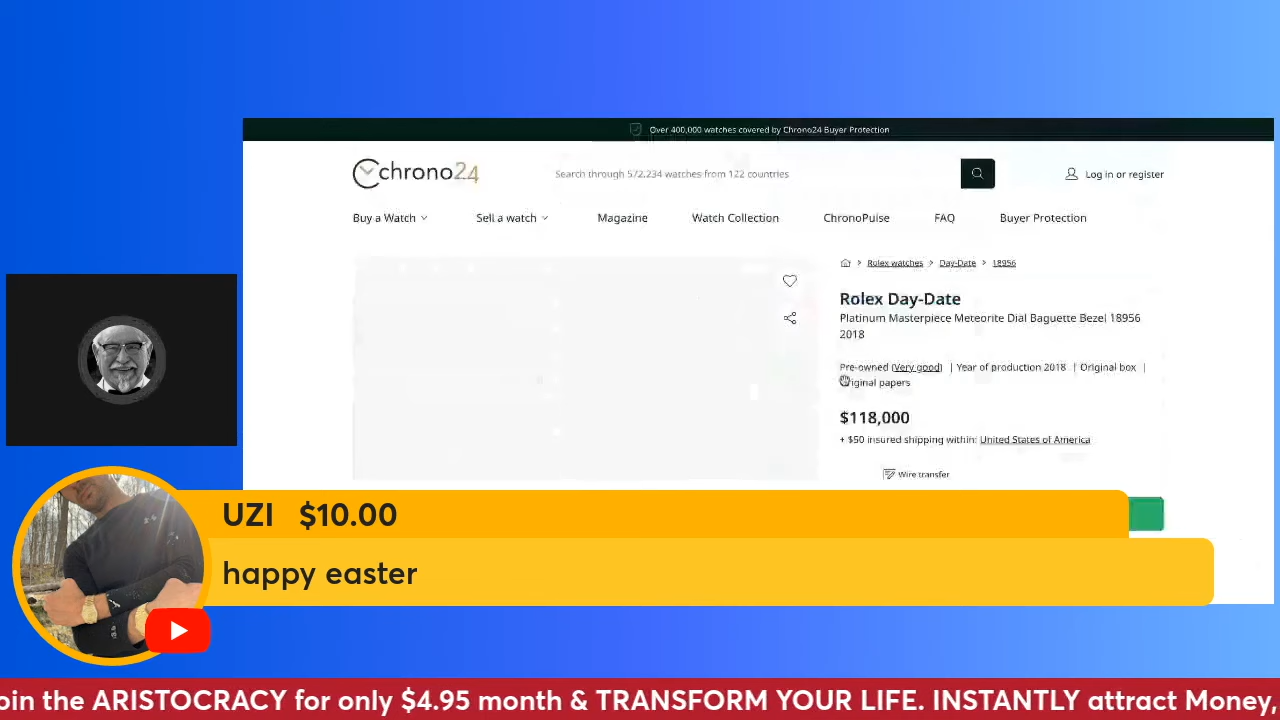 Over 400,000 watches covered by Chrono24 Buyer Protection
chrono24
Search through 572,234 watches from 122 countries
Log in or register
Buy a Watch
Sell a watch
Magazine
Watch Collection
ChronoPulse
FAQ
Buyer Protection
Rolex watches > Day-Date > 18956
Rolex Day-Date
Platinum Masterpiece Meteorite Dial Baguette Bezel 18956
2018
Pre-owned (Very good) | Year of production 2018 | Original box |
Original papers
$118,000
+ $50 insured shipping within: United States of America
Wire transfer
UZI $10.00
happy easter
oin the ARISTOCRACY for only $4.95 month & TRANSFORM YOUR LIFE. INSTANTLY attract Money,